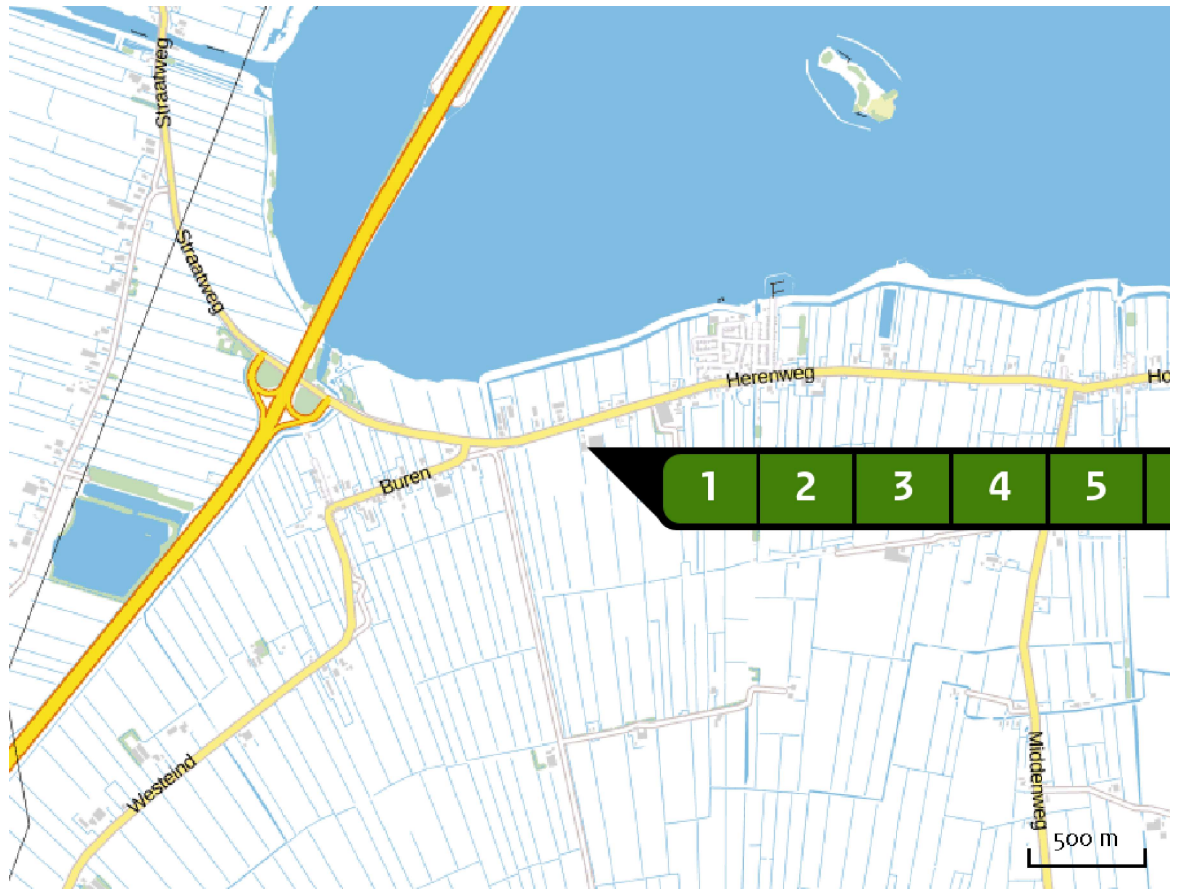 Straatweg
Straatweg
Herenweg
Ho
Buren
1 2 3 4 5
Westeind
Middenweg
500 m